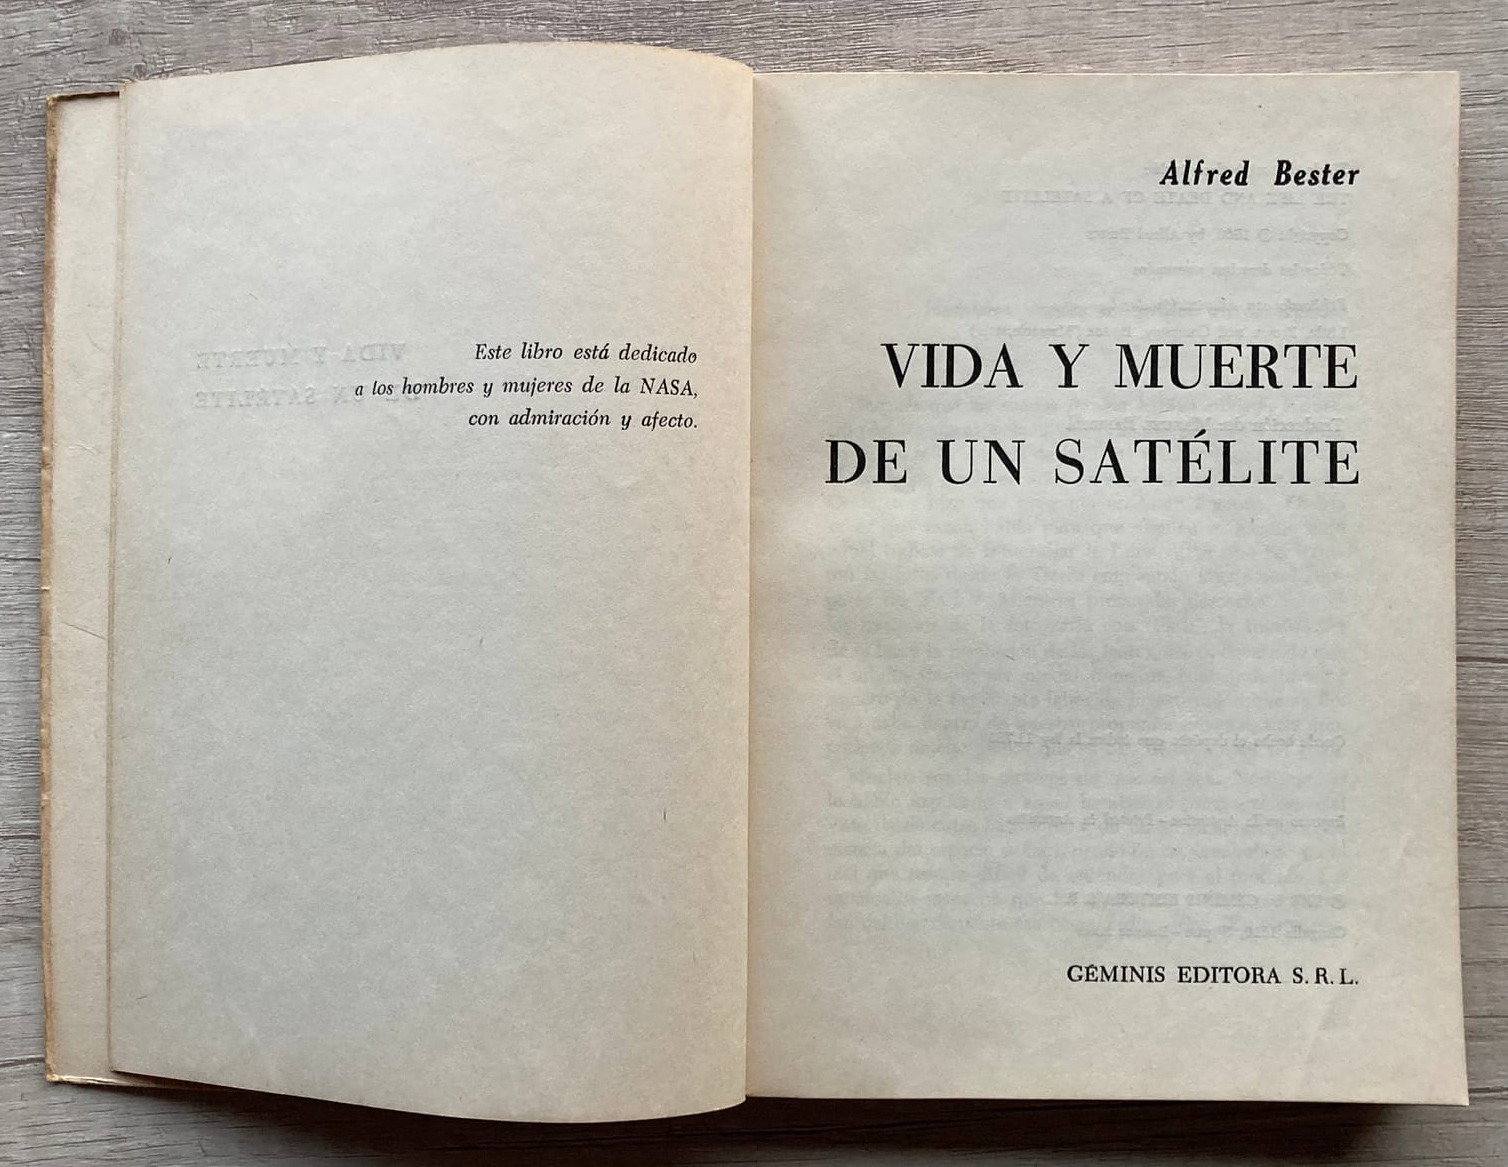 Este libro está dedicado
a los hombres y mujeres de la NASA,
con admiración y afecto.
Alfred Bester
VIDA Y MUERTE
DE UN SATÉLITE
GÉMINIS EDITORA S. R. L.